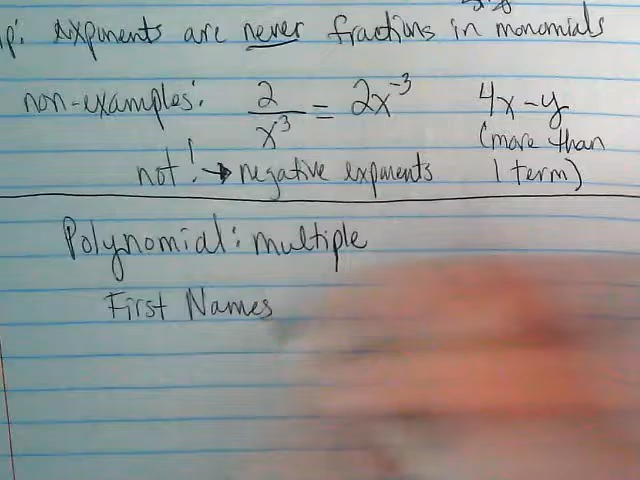 p: exponents are never fractions in monomials
non-examples: 2/x³ = 2x⁻³ 4x-y
(more than
not! → negative exponents 1 term)
Polynomial: multiple
First Names